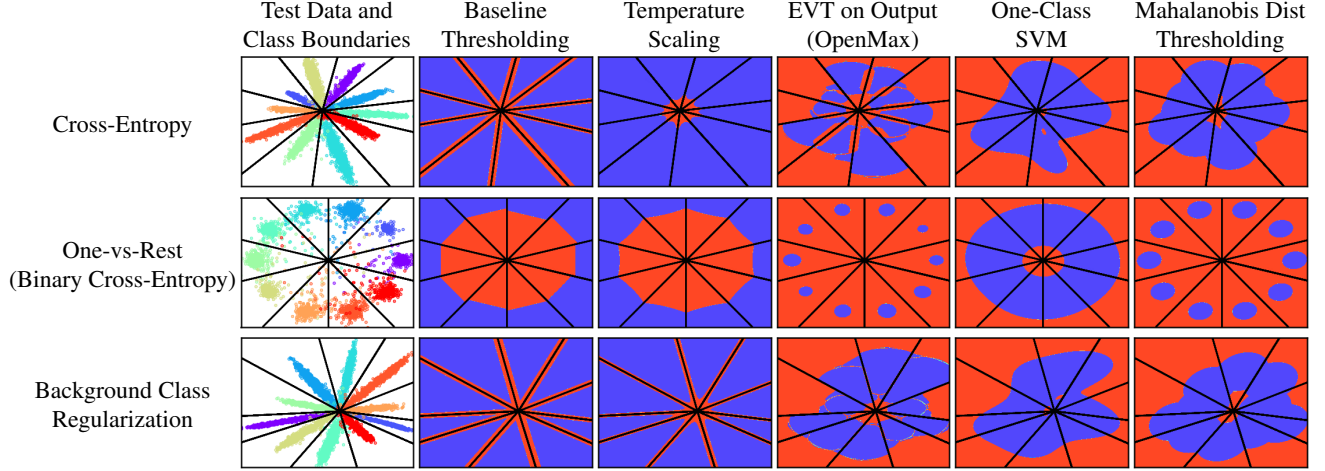 Test Data and
Class Boundaries
Baseline
Thresholding
Temperature
Scaling
EVT on Output
(OpenMax)
One-Class
SVM
Mahalanobis Dist
Thresholding
Cross-Entropy
One-vs-Rest
(Binary Cross-Entropy)
Background Class
Regularization